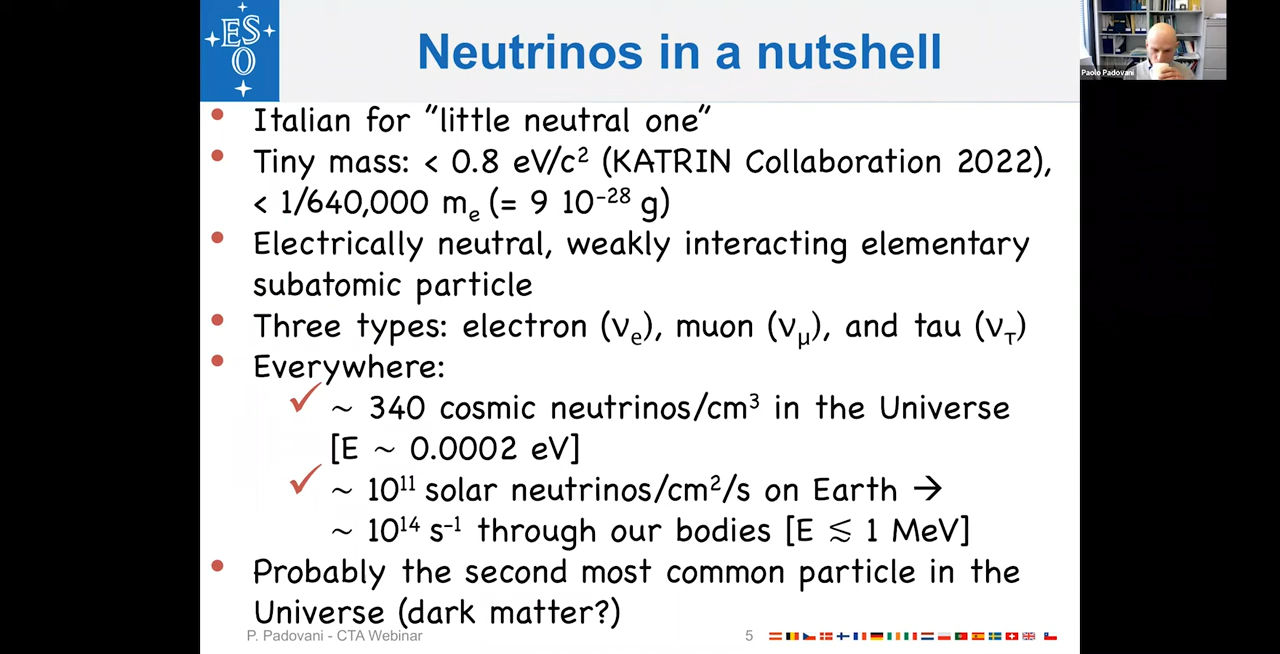 ESO
Neutrinos in a nutshell
Paolo Padovani
• Italian for "little neutral one"
• Tiny mass: < 0.8 eV/c² (KATRIN Collaboration 2022),
< 1/640,000 mₑ (= 9 10⁻²⁸ g)
• Electrically neutral, weakly interacting elementary
subatomic particle
• Three types: electron (νₑ), muon (ν_μ), and tau (ν_τ)
• Everywhere:
✓ ~ 340 cosmic neutrinos/cm³ in the Universe
[E ~ 0.0002 eV]
✓ ~ 10¹¹ solar neutrinos/cm²/s on Earth →
~ 10¹⁴ s⁻¹ through our bodies [E ≲ 1 MeV]
• Probably the second most common particle in the
Universe (dark matter?)
P. Padovani - CTA Webinar
5